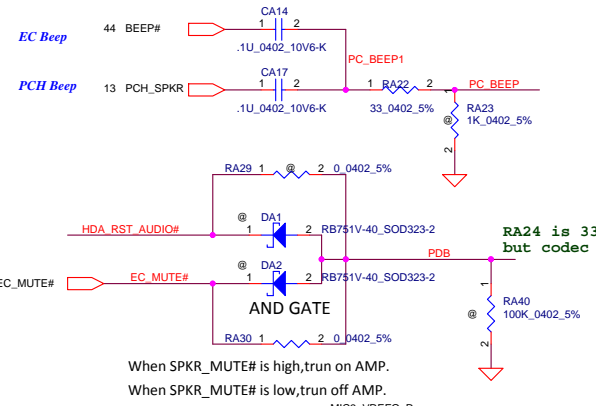 CA14
EC Beep 44 BEEP# 1 2
.1U_0402_10V6-K
PC_BEEP1
CA17
PCH Beep 13 PCH_SPKR 1 2 1 RA22 2 PC_BEEP
.1U_0402_10V6-K 33_0402_5%
1
RA23
@ 1K_0402_5%
2
RA29 1 @ 2 0_0402_5%
@ DA1
HDA_RST_AUDIO# 1 2 RB751V-40_SOD323-2
RA24 is 33
but codec
PDB
@ DA2
EC_MUTE# EC_MUTE# 1 2 RB751V-40_SOD323-2
AND GATE
1
RA40
@ 100K_0402_5%
2
RA30 1 2 0_0402_5%
When SPKR_MUTE# is high,trun on AMP.
When SPKR_MUTE# is low,trun off AMP.